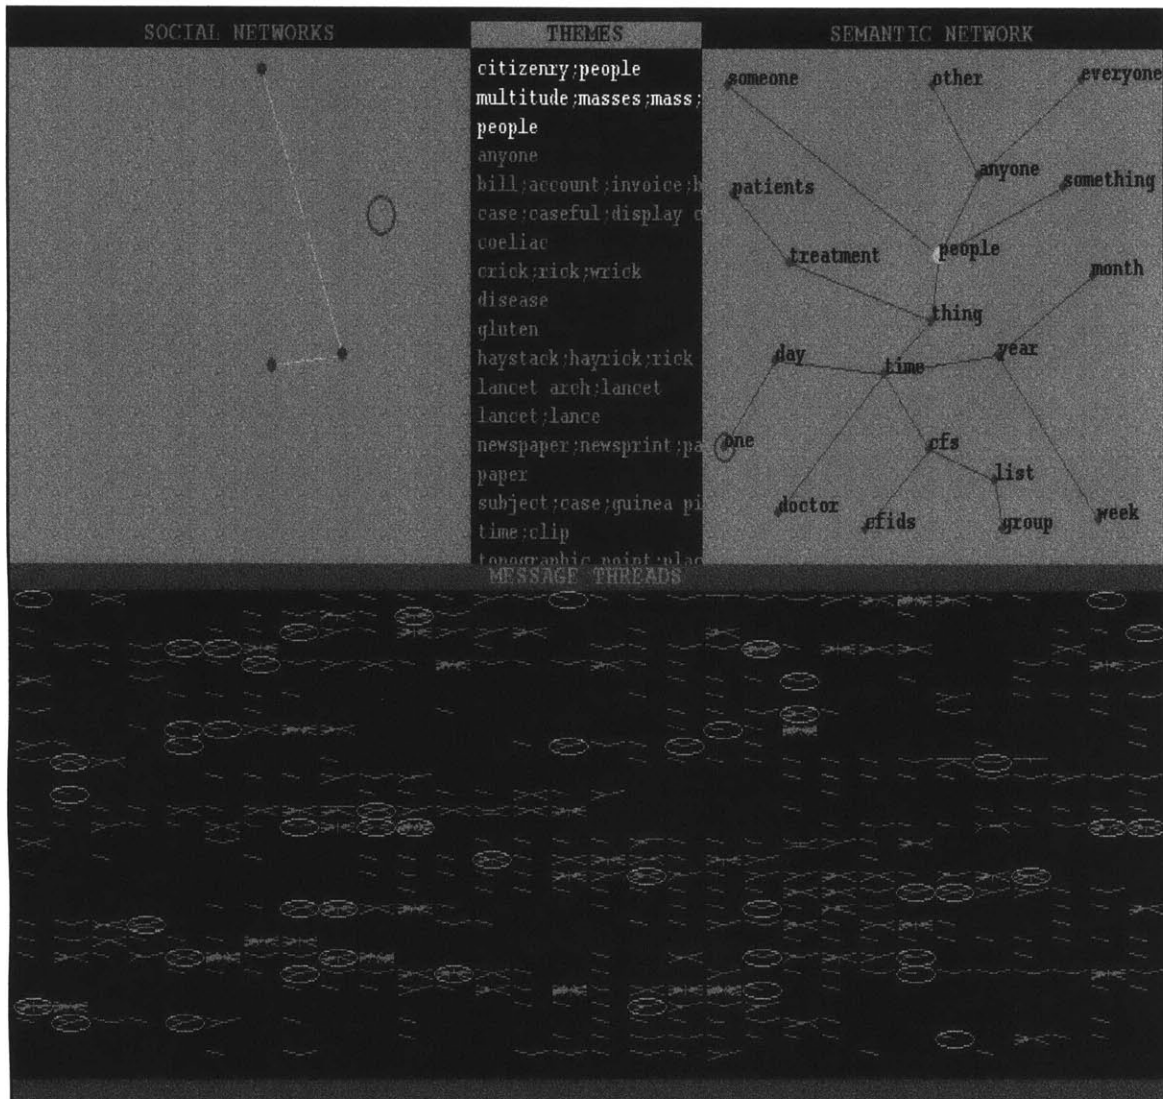 SOCIAL NETWORKS
THEMES
SEMANTIC NETWORK
citizenry;people
multitude;masses;mass;
people
anyone
bill;account;invoice;b
case;caseful;display c
coeliac
crick;rick;wrick
disease
gluten
haystack;hayrick;rick
lancet arch;lancet
lancet;lance
newspaper;newsprint;pa
paper
subject;case;guinea pi
time;clip
topographic point;plac
someone
other
everyone
anyone
something
patients
treatment
people
month
thing
day
time
year
one
cfs
list
doctor
cfids
group
week
MESSAGE THREADS